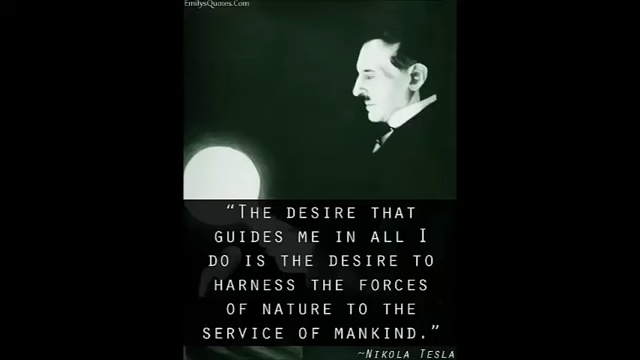 EmilysQuotes.Com
“The desire that
guides me in all I
do is the desire to
harness the forces
of nature to the
service of mankind.”
~Nikola Tesla